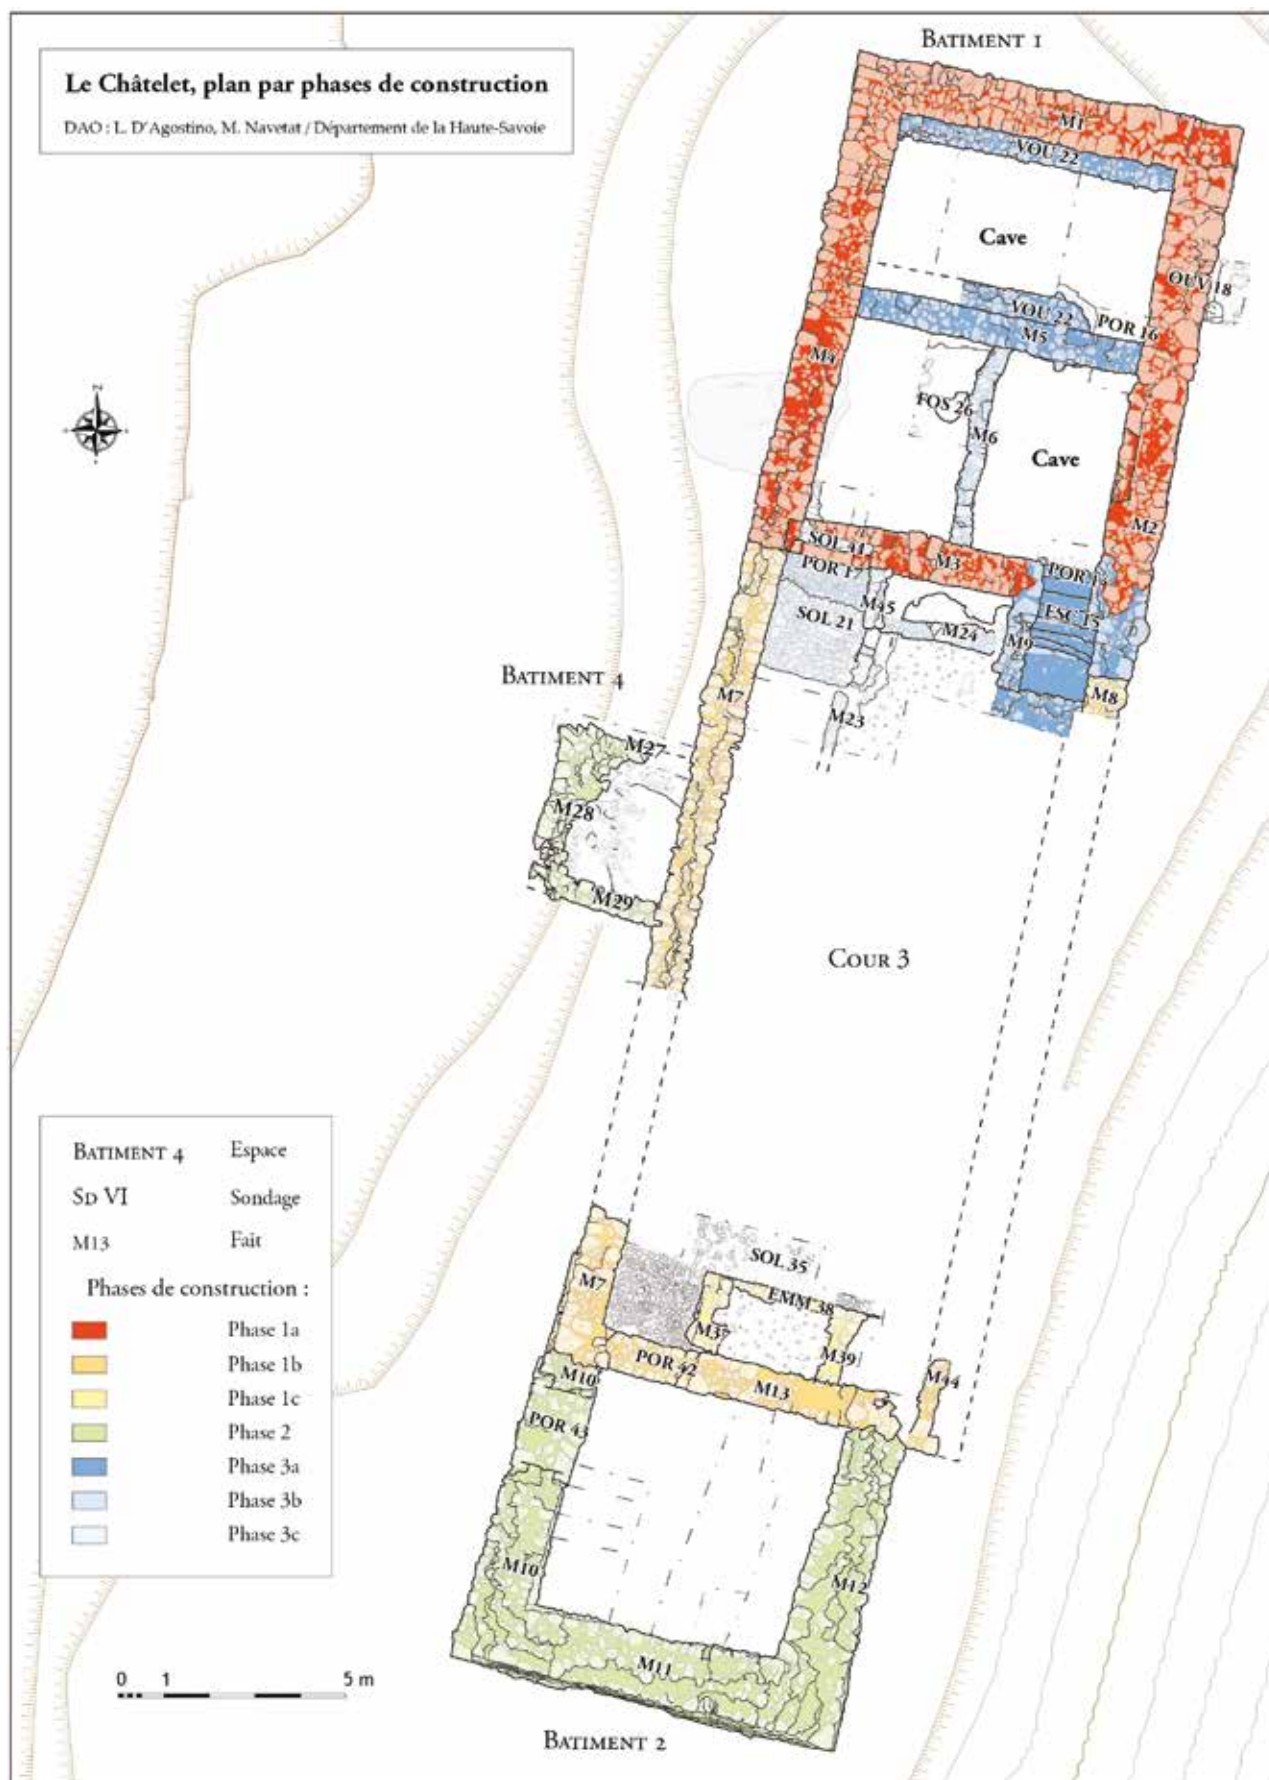 BATIMENT 1
Le Châtelet, plan par phases de construction
DAO : L. D'Agostino, M. Navetat / Département de la Haute-Savoie
M1
VOU 22
Cave
OUV 18
VOU 22
POR 16
M5
M4
FOS 26
M6
Cave
M2
SOL 41
M3
POR 17
POR 14
M45
ESC 15
SOL 21
M24
M9
BATIMENT 4
M7
M8
M23
M27
M28
M29
COUR 3
BATIMENT 4 Espace
SD VI Sondage
M13 Fait
Phases de construction :
Phase 1a
Phase 1b
Phase 1c
Phase 2
Phase 3a
Phase 3b
Phase 3c
SOL 35
M7
EMM 38
M37
M39
POR 42
M10
M13
M44
POR 43
M10
M12
M11
0 1 5 m
BATIMENT 2